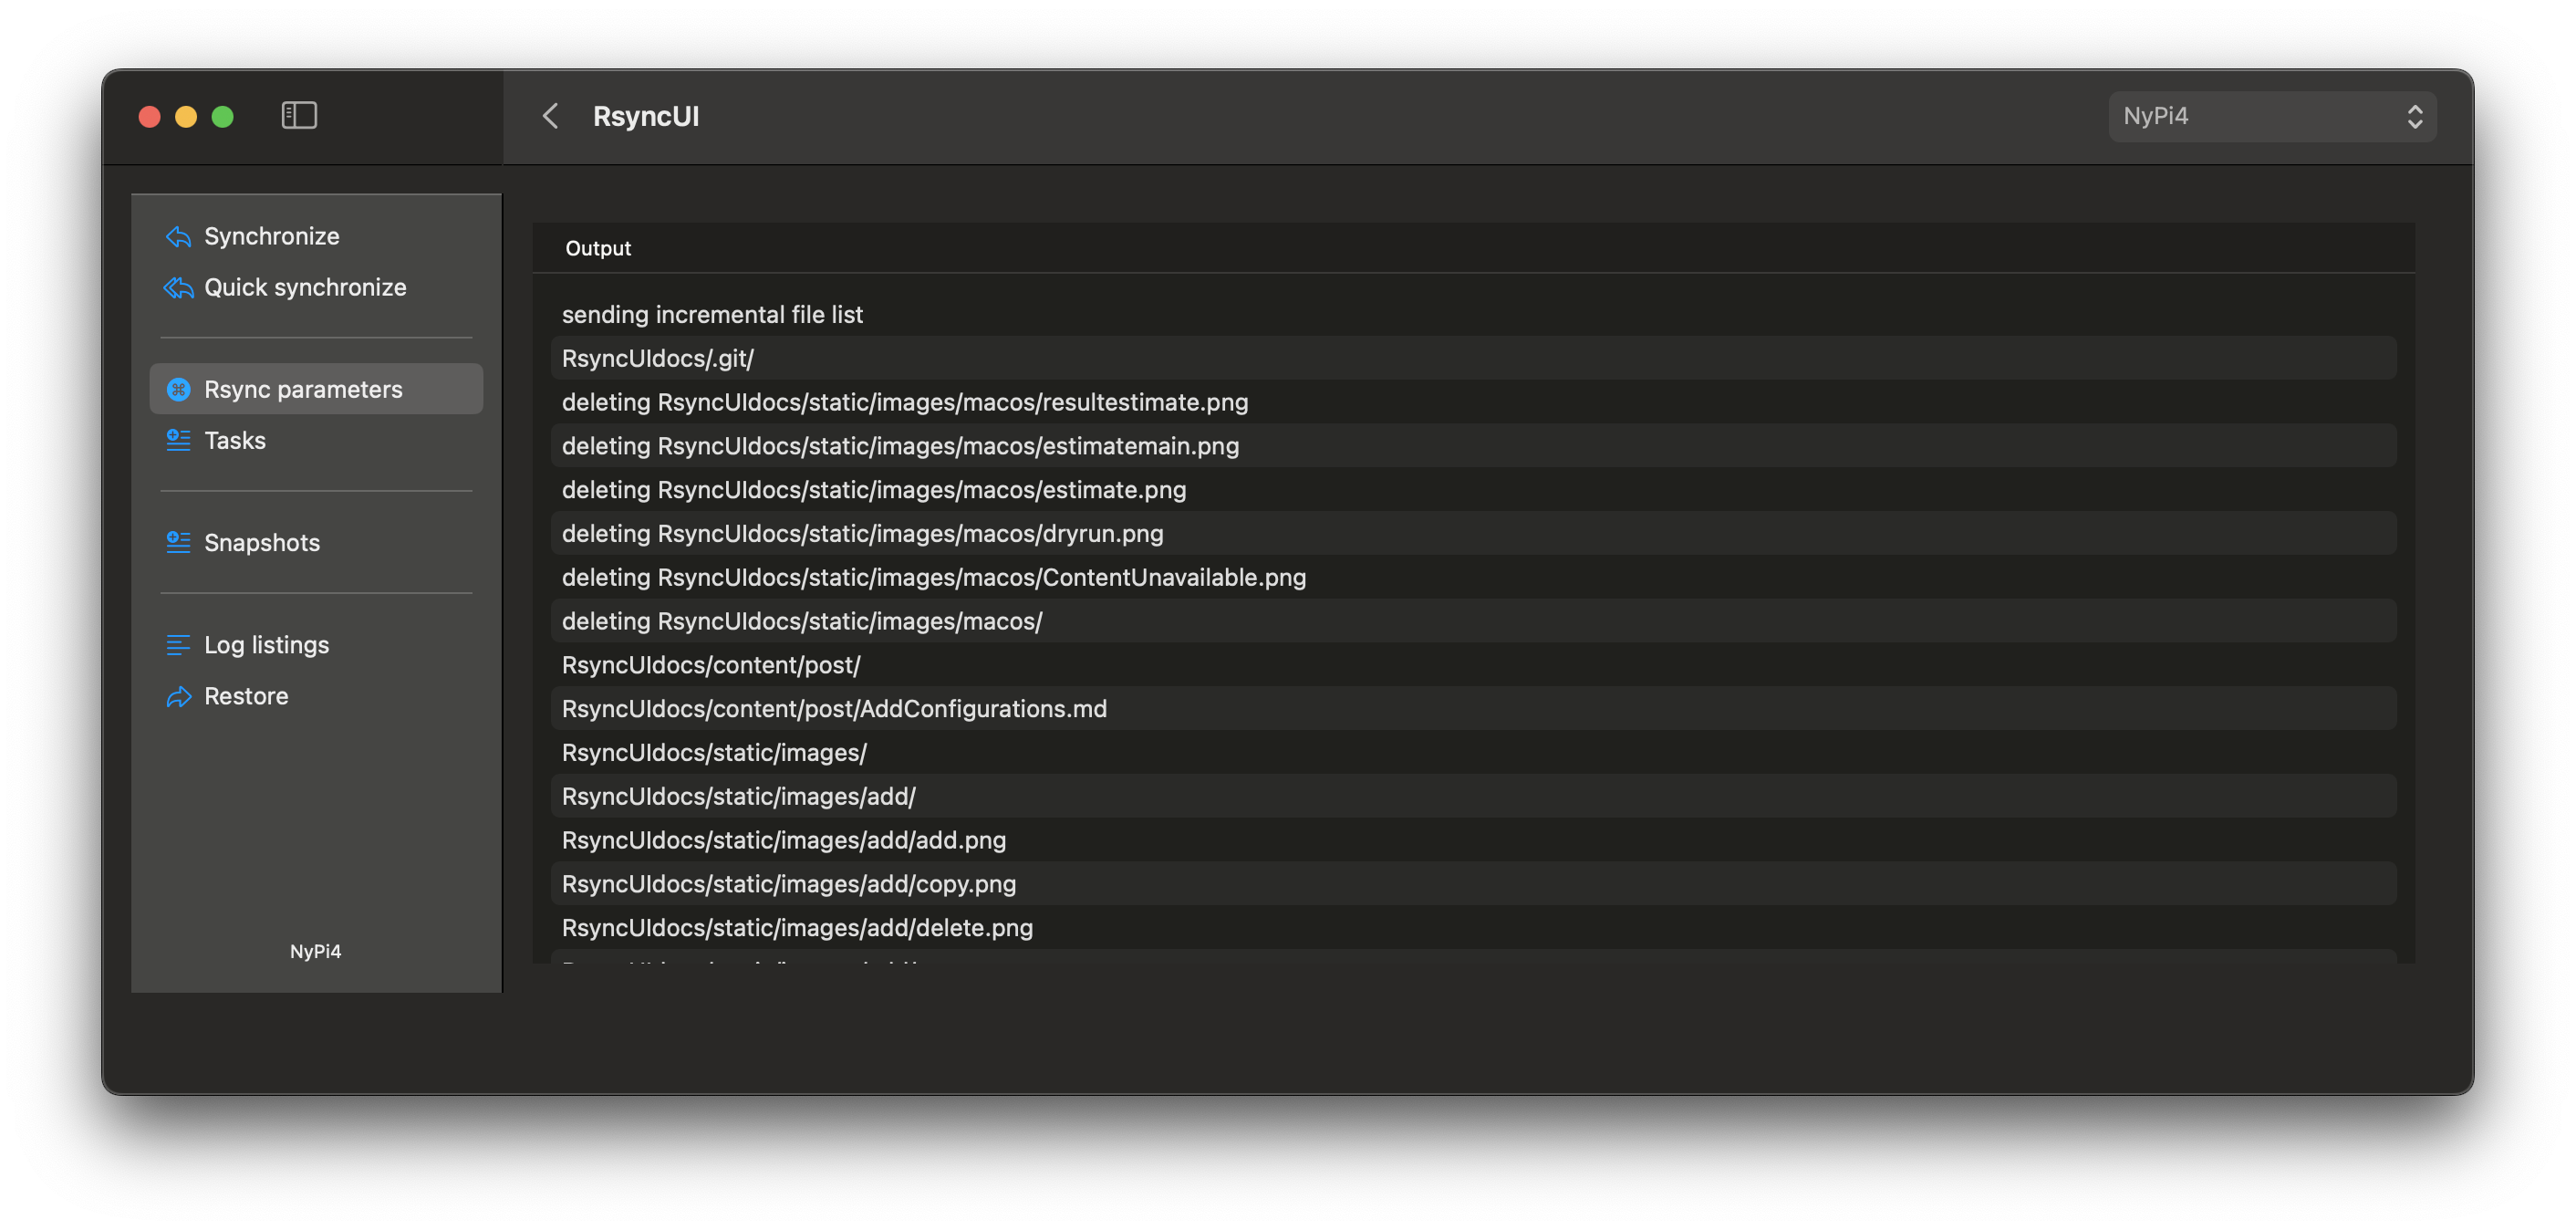 RsyncUI
NyPi4
Synchronize
Quick synchronize
Rsync parameters
Tasks
Snapshots
Log listings
Restore
NyPi4
Output
sending incremental file list
RsyncUIdocs/.git/
deleting RsyncUIdocs/static/images/macos/resultestimate.png
deleting RsyncUIdocs/static/images/macos/estimatemain.png
deleting RsyncUIdocs/static/images/macos/estimate.png
deleting RsyncUIdocs/static/images/macos/dryrun.png
deleting RsyncUIdocs/static/images/macos/ContentUnavailable.png
deleting RsyncUIdocs/static/images/macos/
RsyncUIdocs/content/post/
RsyncUIdocs/content/post/AddConfigurations.md
RsyncUIdocs/static/images/
RsyncUIdocs/static/images/add/
RsyncUIdocs/static/images/add/add.png
RsyncUIdocs/static/images/add/copy.png
RsyncUIdocs/static/images/add/delete.png